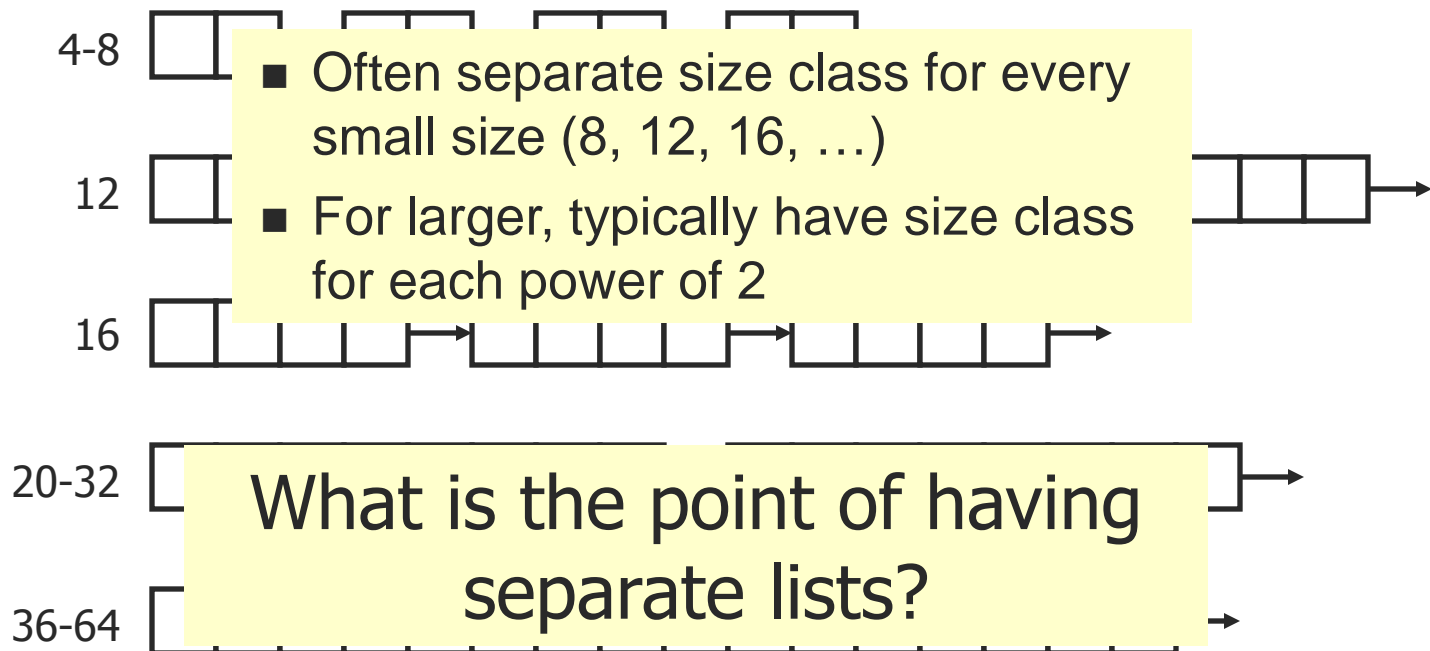 4-8
■ Often separate size class for every
small size (8, 12, 16, …)
12
■ For larger, typically have size class
for each power of 2
16
20-32
What is the point of having
separate lists?
36-64